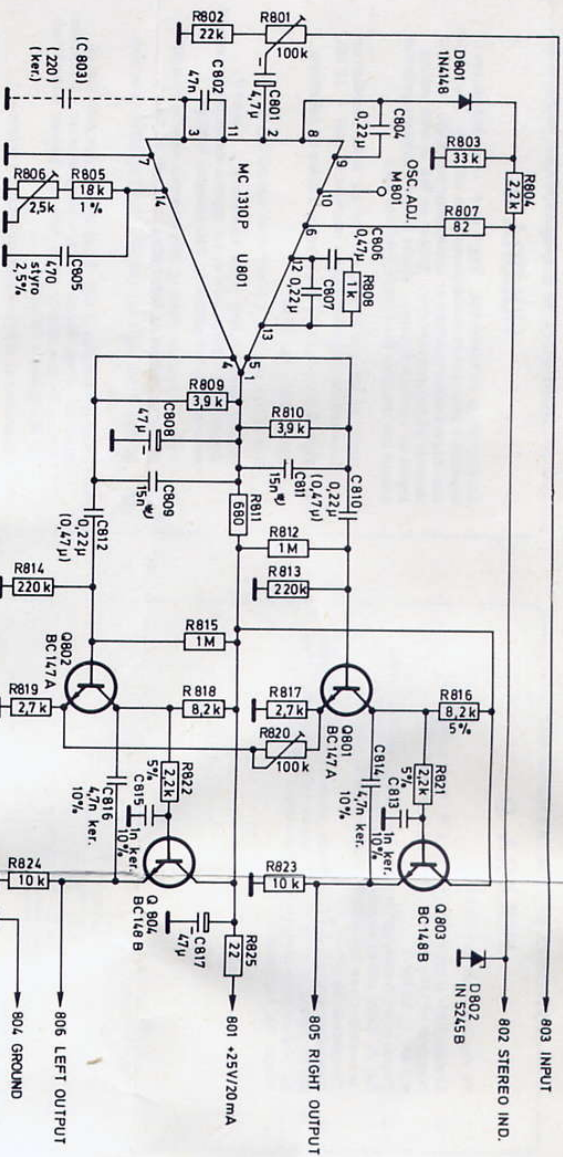 R802
22k
R801
100k
(C803)
(220)
(ker.)
C802
47n
C801
4,7µ
D801
1N4148
C804
0,22µ
R803
33k
R804
2,2k
R807
82
OSC. ADJ.
M801
3
11
2
8
9
10
6
12
13
5
1
4
14
7
MC 1310P
U801
R806
2,5k
R805
18k
1%
C805
470
styro
2,5%
C806
0,47µ
R808
1k
C807
0,22µ
R809
3,9k
C808
47µ
C809
15n
R810
3,9k
C811
15n
C810
0,22µ
(0,47µ)
R811
680
C812
0,22µ
(0,47µ)
R812
1M
R813
220k
R814
220k
R815
1M
Q802
BC147A
R819
2,7k
R818
8,2k
R817
2,7k
R820
100k
Q801
BC147A
R816
8,2k
5%
R822
2,2k
5%
C815
1n ker.
10%
C816
4,7n ker.
10%
C814
4,7n ker.
10%
R821
2,2k
5%
C813
1n ker.
10%
Q804
BC148B
R824
10k
R823
10k
C817
47µ
R825
22
Q803
BC148B
D802
IN 5245B
803 INPUT
802 STEREO IND.
805 RIGHT OUTPUT
801 +25V/20mA
806 LEFT OUTPUT
804 GROUND